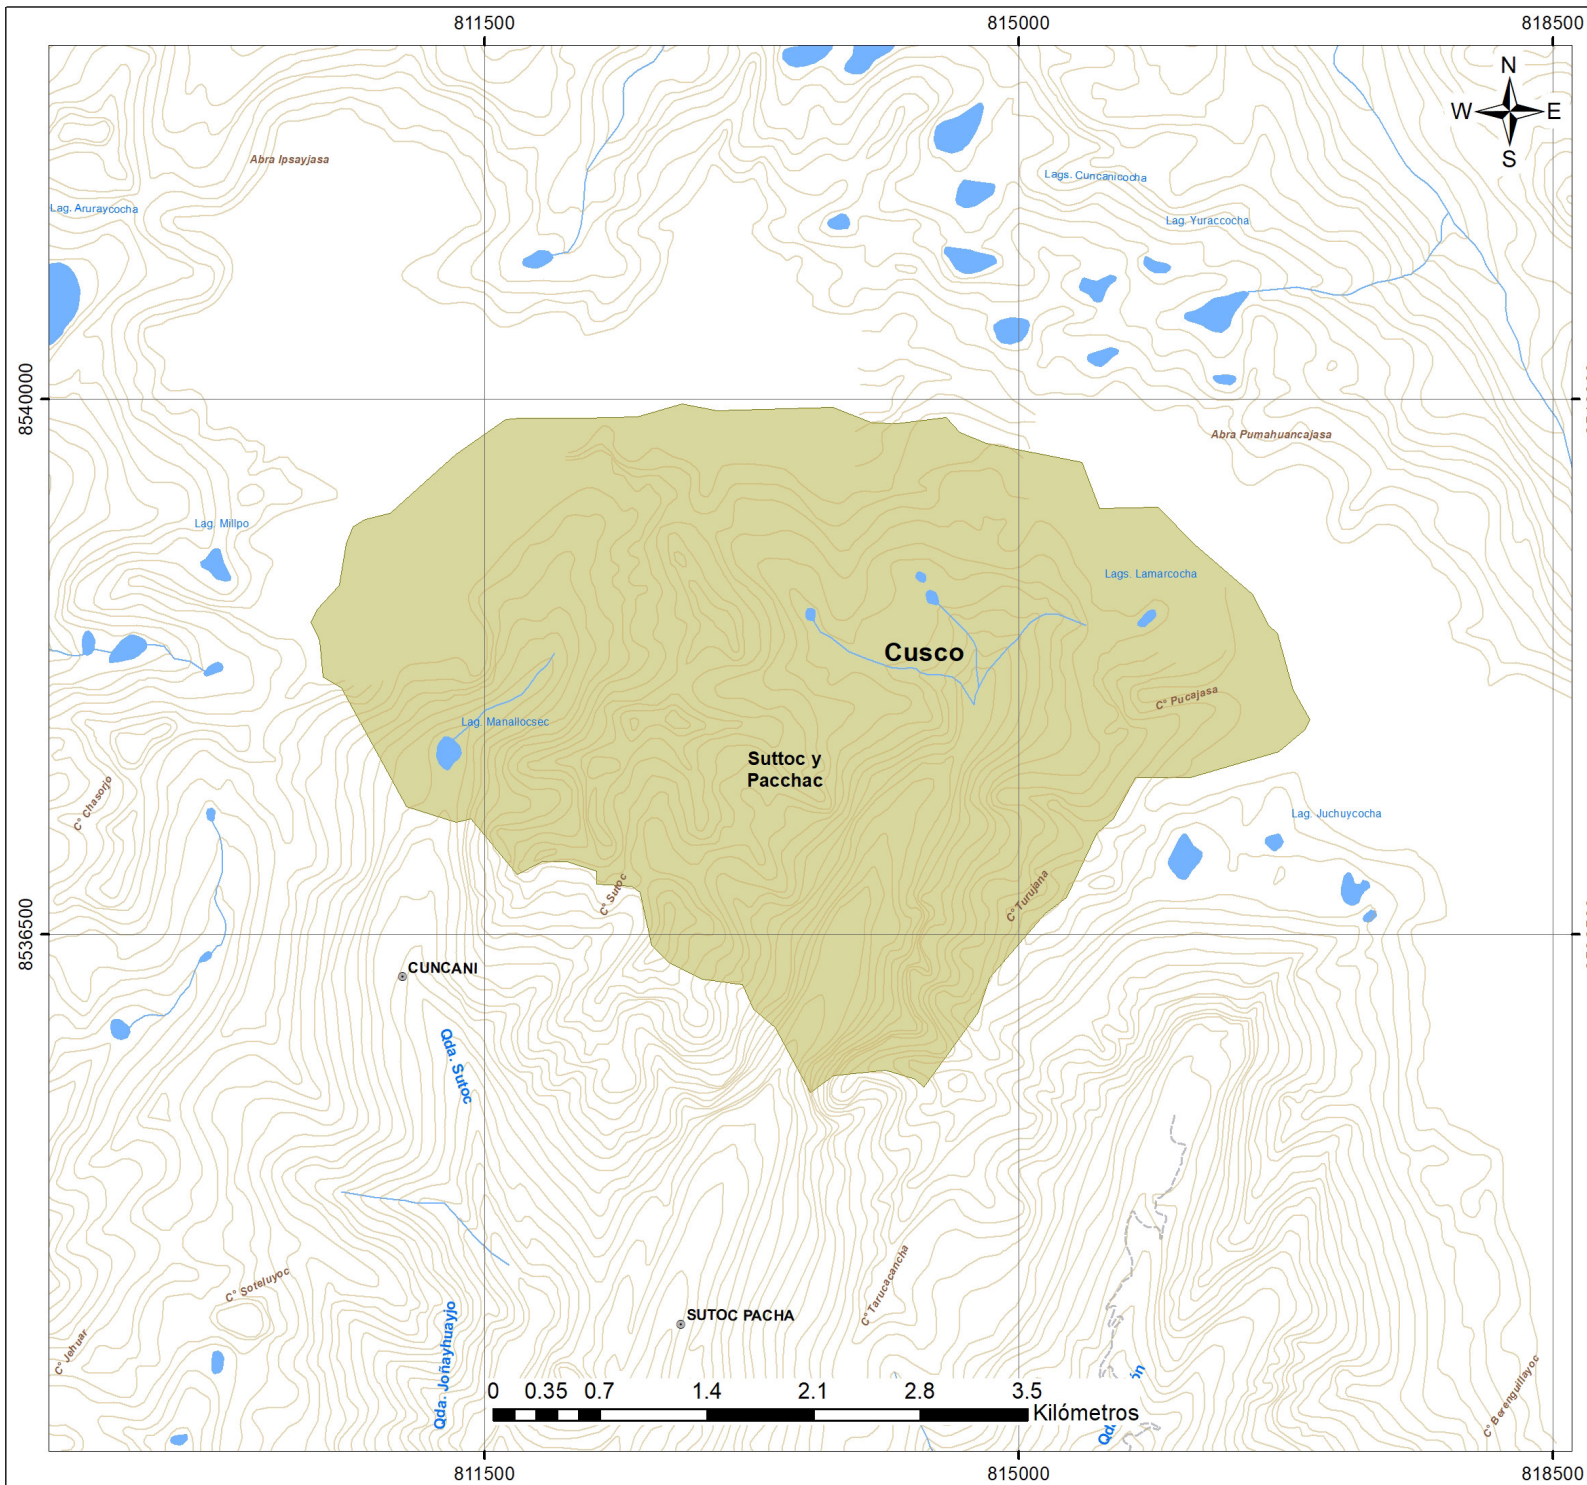 811500
815000
818500
N
W
E
S
Abra Ipsayjasa
Lags. Cuncanicocha
Lag. Aruraycocha
Lag. Yuraccocha
8540000
Abra Pumahuancajasa
Lag. Millpo
Lags. Lamarcocha
Cusco
C° Pucajasa
Lag. Manallocsec
Suttoc y
Pacchac
C° Chasorjo
Lag. Juchuycocha
C° Sutoc
C° Turujana
8536500
CUNCANI
Qda. Sutoc
C° Soteluyoc
C° Tarucacancha
SUTOC PACHA
C° Jehuar
Qda. Joñayhuayjo
C° Berenguillayoc
0 0.35 0.7 1.4 2.1 2.8 3.5
Kilómetros
811500
815000
818500